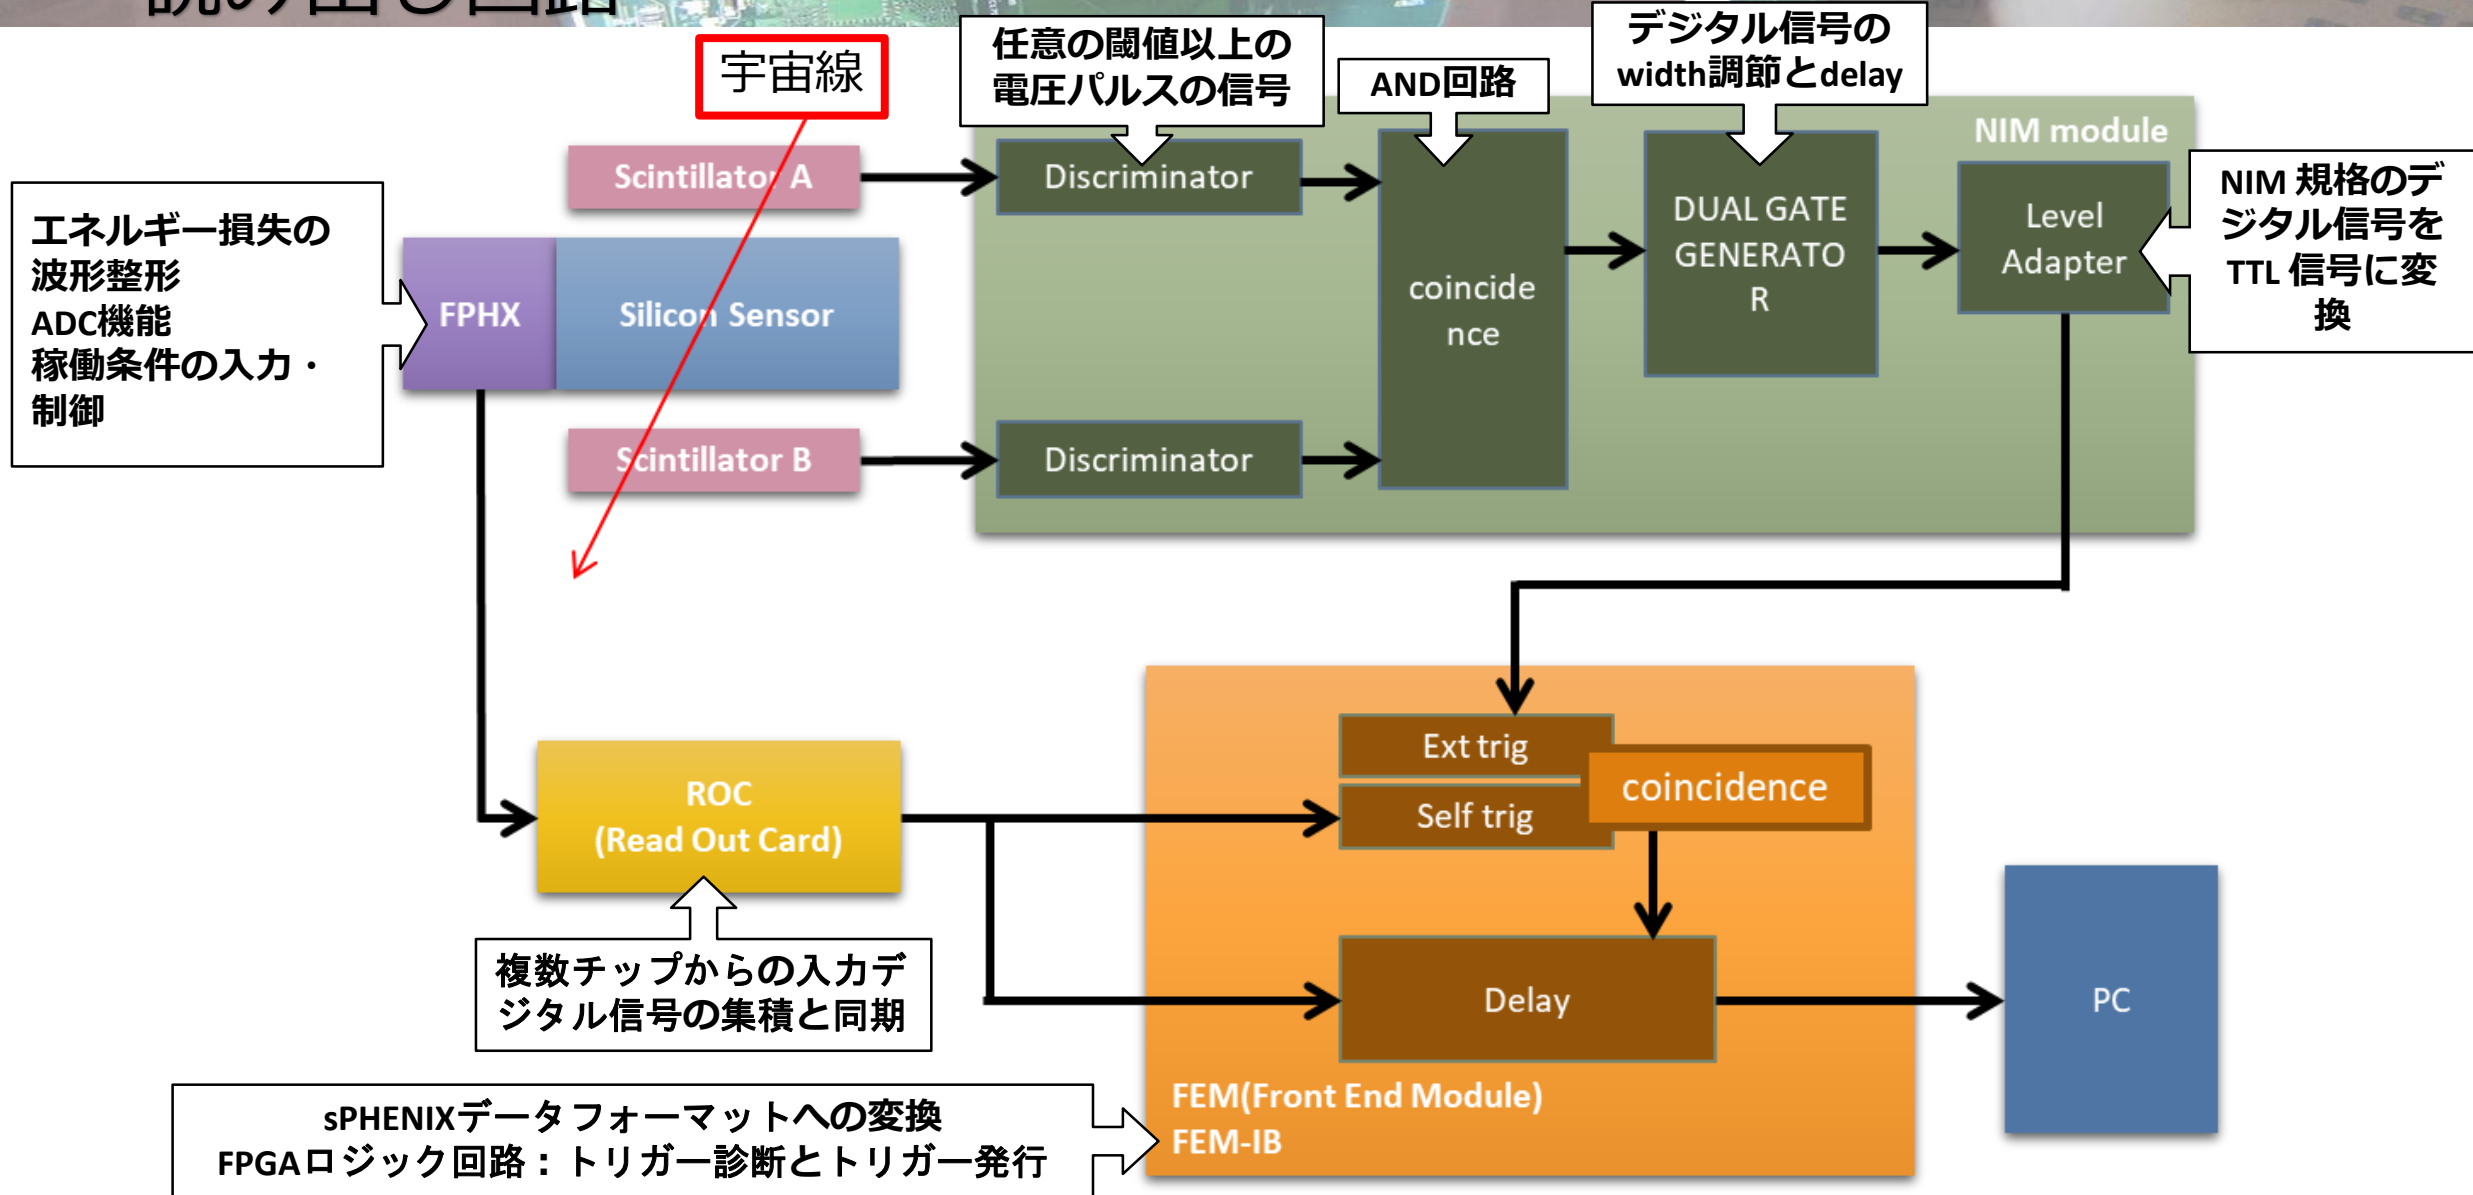 読み出し回路
宇宙線
任意の閾値以上の
電圧パルスの信号
AND回路
デジタル信号の
width調節とdelay
NIM module
Scintillator A
Discriminator
DUAL GATE
GENERATO
R
Level
Adapter
NIM 規格のデ
ジタル信号を
TTL 信号に変
換
エネルギー損失の
波形整形
ADC機能
稼働条件の入力・
制御
FPHX
Silicon Sensor
coincide
nce
Scintillator B
Discriminator
Ext trig
coincidence
Self trig
ROC
(Read Out Card)
複数チップからの入力デ
ジタル信号の集積と同期
Delay
PC
FEM(Front End Module)
FEM-IB
sPHENIXデータフォーマットへの変換
FPGAロジック回路：トリガー診断とトリガー発行